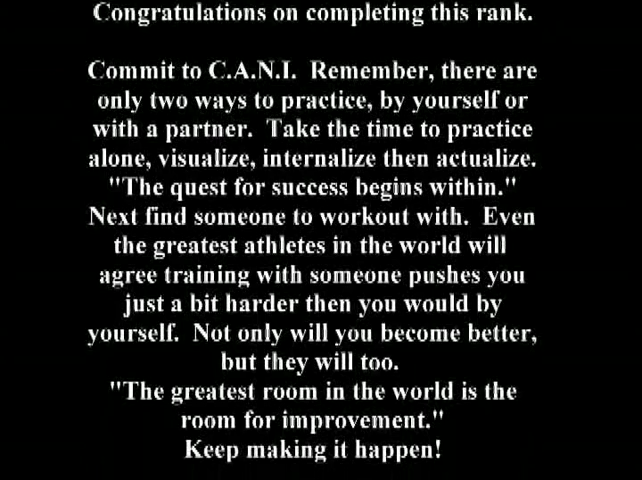 Congratulations on completing this rank.
Commit to C.A.N.I.  Remember, there are
only two ways to practice, by yourself or
with a partner.  Take the time to practice
alone, visualize, internalize then actualize.
"The quest for success begins within."
Next find someone to workout with.  Even
the greatest athletes in the world will
agree training with someone pushes you
just a bit harder then you would by
yourself.  Not only will you become better,
but they will too.
"The greatest room in the world is the
room for improvement."
Keep making it happen!